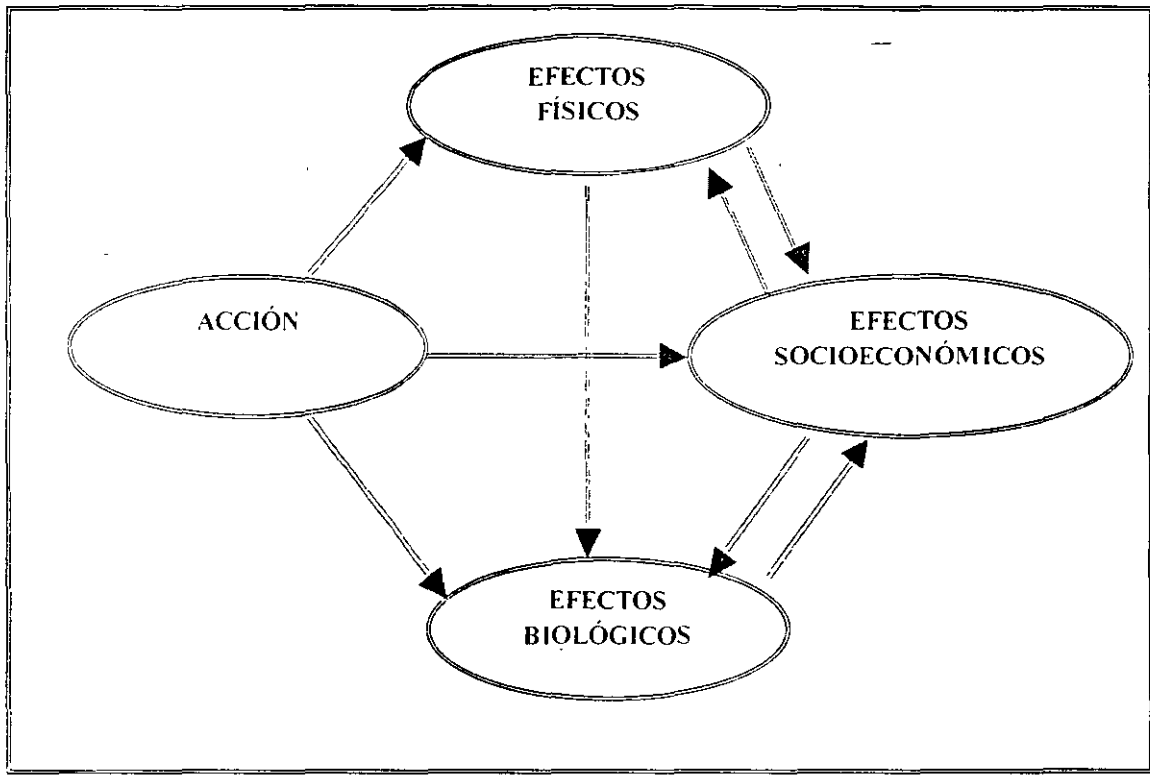 EFECTOS
FÍSICOS
ACCIÓN
EFECTOS
SOCIOECONÓMICOS
EFECTOS
BIOLÓGICOS